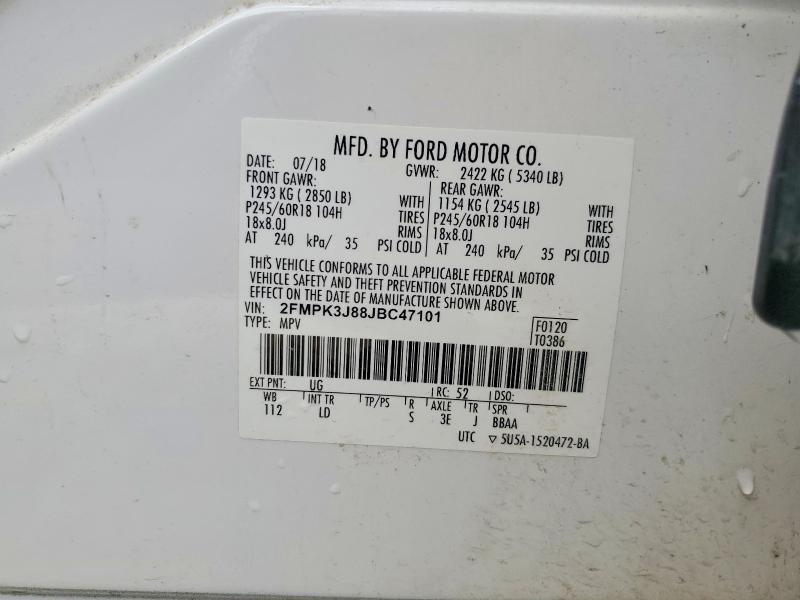 MFD. BY FORD MOTOR CO.
DATE: 07/18 GVWR: 2422 KG ( 5340 LB)
FRONT GAWR: REAR GAWR:
1293 KG ( 2850 LB) WITH 1154 KG ( 2545 LB) WITH
P245/60R18 104H TIRES P245/60R18 104H TIRES
18x8.0J RIMS 18x8.0J RIMS
AT 240 kPa/ 35 PSI COLD AT 240 kPa/ 35 PSI COLD
THIS VEHICLE CONFORMS TO ALL APPLICABLE FEDERAL MOTOR
VEHICLE SAFETY AND THEFT PREVENTION STANDARDS IN
EFFECT ON THE DATE OF MANUFACTURE SHOWN ABOVE.
VIN: 2FMPK3J88JBC47101
TYPE: MPV
F0120
T0386
EXT PNT: UG RC: 52 DSO:
WB INT TR TP/PS R AXLE TR SPR
112 LD S 3E J BBAA
UTC ▽ 5U5A-1520472-BA